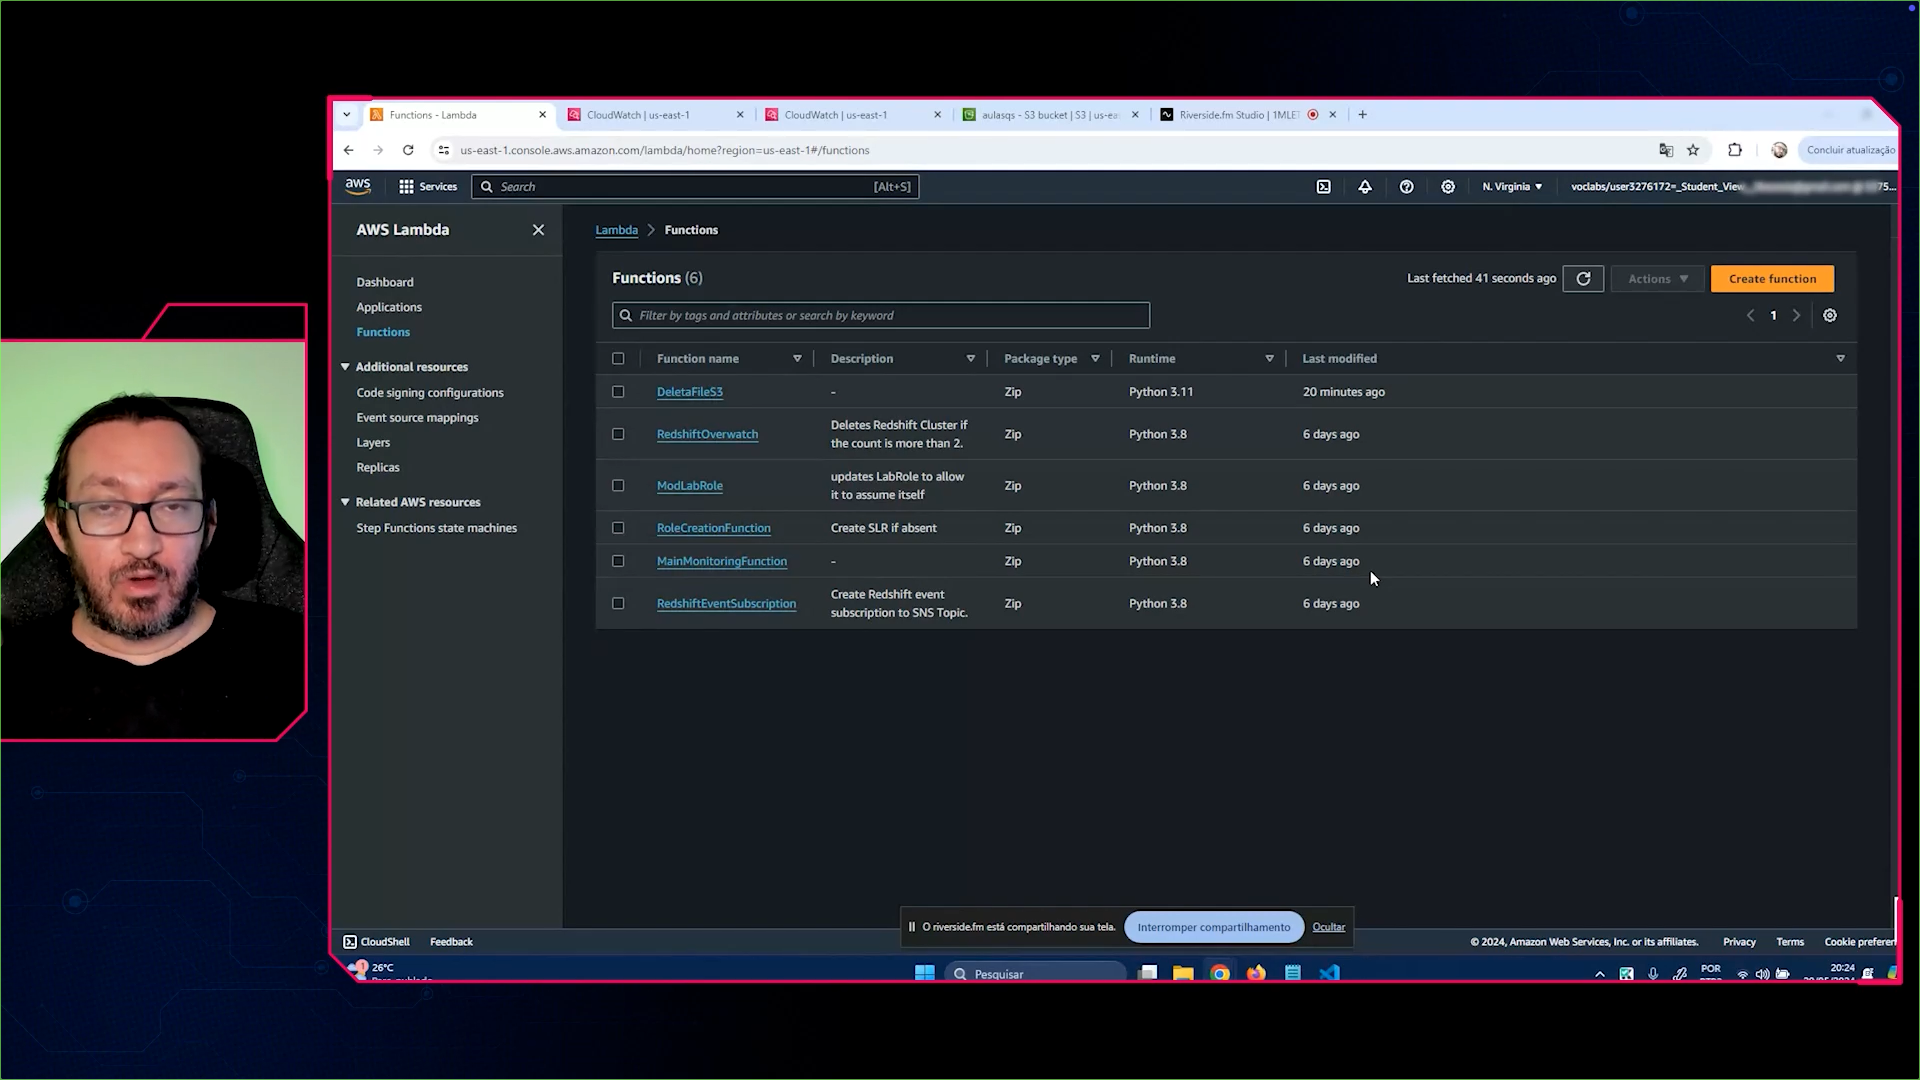 Functions - Lambda
CloudWatch | us-east-1
CloudWatch | us-east-1
aulasqs - S3 bucket | S3 | us-ea
Riverside.fm Studio | 1MLET
us-east-1.console.aws.amazon.com/lambda/home?region=us-east-1#/functions
Concluir atualização
aws
Services
Search
[Alt+S]
N. Virginia
voclabs/user3276172=_Student_View
75...
AWS Lambda
Dashboard
Applications
Functions
Additional resources
Code signing configurations
Event source mappings
Layers
Replicas
Related AWS resources
Step Functions state machines
Lambda > Functions
Functions (6)
Last fetched 41 seconds ago
Actions
Create function
Filter by tags and attributes or search by keyword
1
Function name Description Package type Runtime Last modified
DeletaFileS3 - Zip Python 3.11 20 minutes ago
RedshiftOverwatch Deletes Redshift Cluster if the count is more than 2. Zip Python 3.8 6 days ago
ModLabRole updates LabRole to allow it to assume itself Zip Python 3.8 6 days ago
RoleCreationFunction Create SLR if absent Zip Python 3.8 6 days ago
MainMonitoringFunction - Zip Python 3.8 6 days ago
RedshiftEventSubscription Create Redshift event subscription to SNS Topic. Zip Python 3.8 6 days ago
O riverside.fm está compartilhando sua tela.
Interromper compartilhamento
Ocultar
CloudShell
Feedback
© 2024, Amazon Web Services, Inc. or its affiliates.
Privacy
Terms
Cookie preferen
1
26°C
Pesquisar
POR
20:24